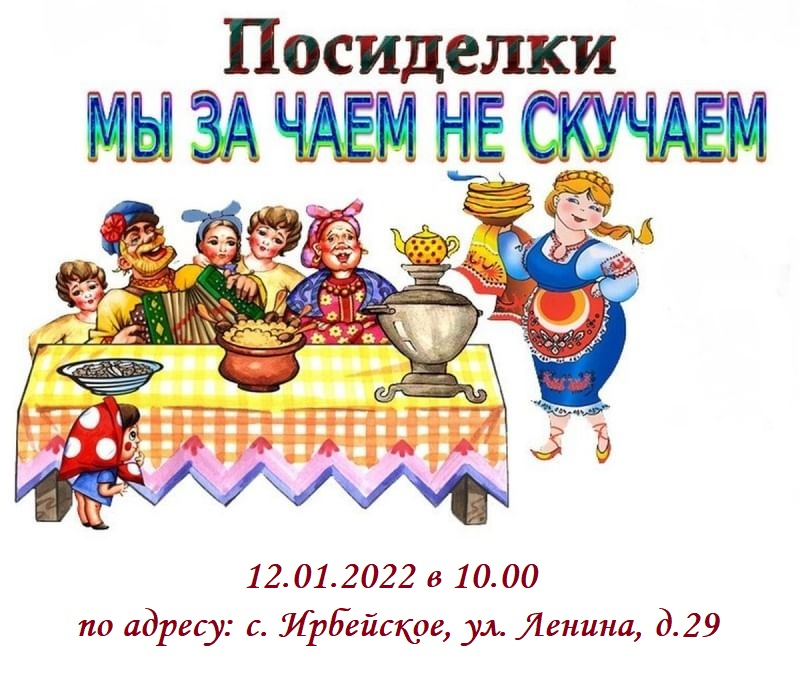 Посиделки
МЫ ЗА ЧАЕМ НЕ СКУЧАЕМ
12.01.2022 в 10.00
по адресу: с. Ирбейское, ул. Ленина, д.29